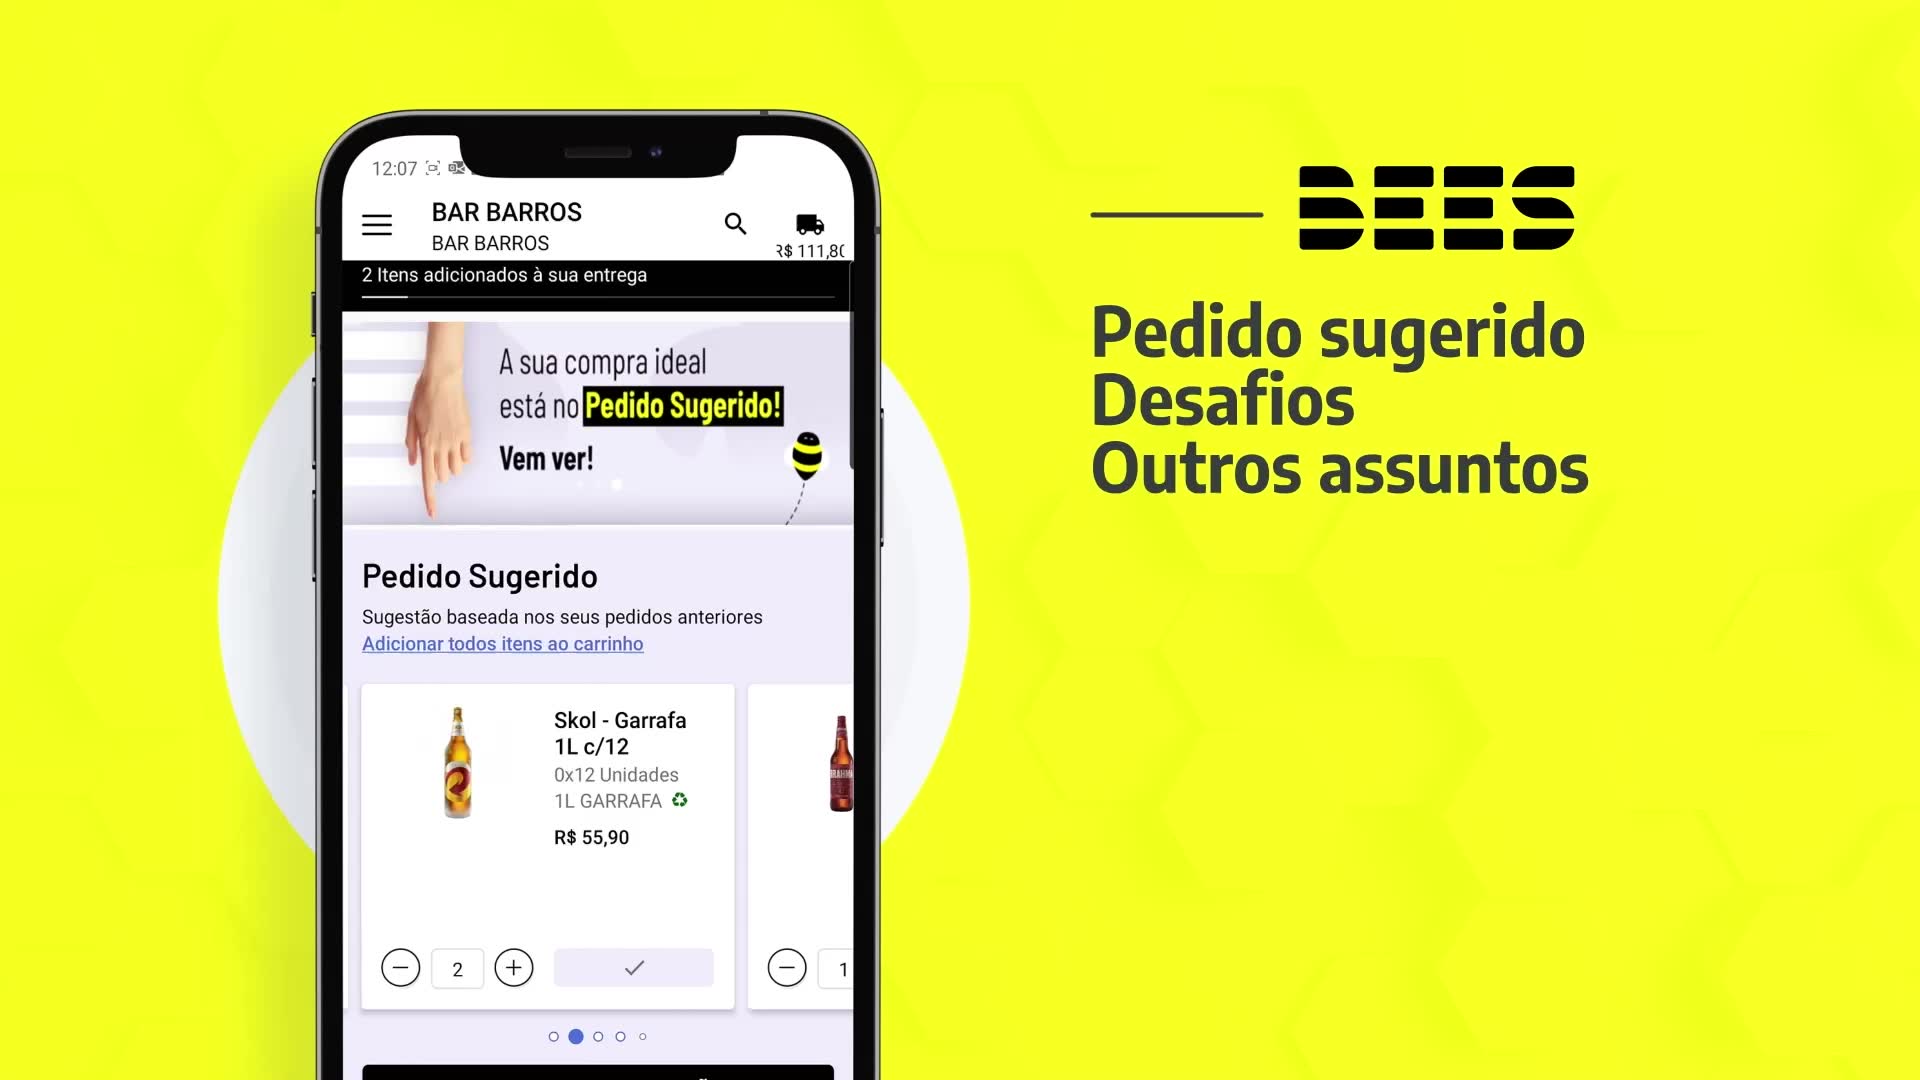 12:07
BAR BARROS
BAR BARROS
R$ 111,80
2 Itens adicionados à sua entrega
A sua compra ideal
está no Pedido Sugerido!
Vem ver!
Pedido Sugerido
Sugestão baseada nos seus pedidos anteriores
Adicionar todos itens ao carrinho
Skol - Garrafa
1L c/12
0x12 Unidades
1L GARRAFA
R$ 55,90
BRAHMA
2
1
BEES
Pedido sugerido
Desafios
Outros assuntos